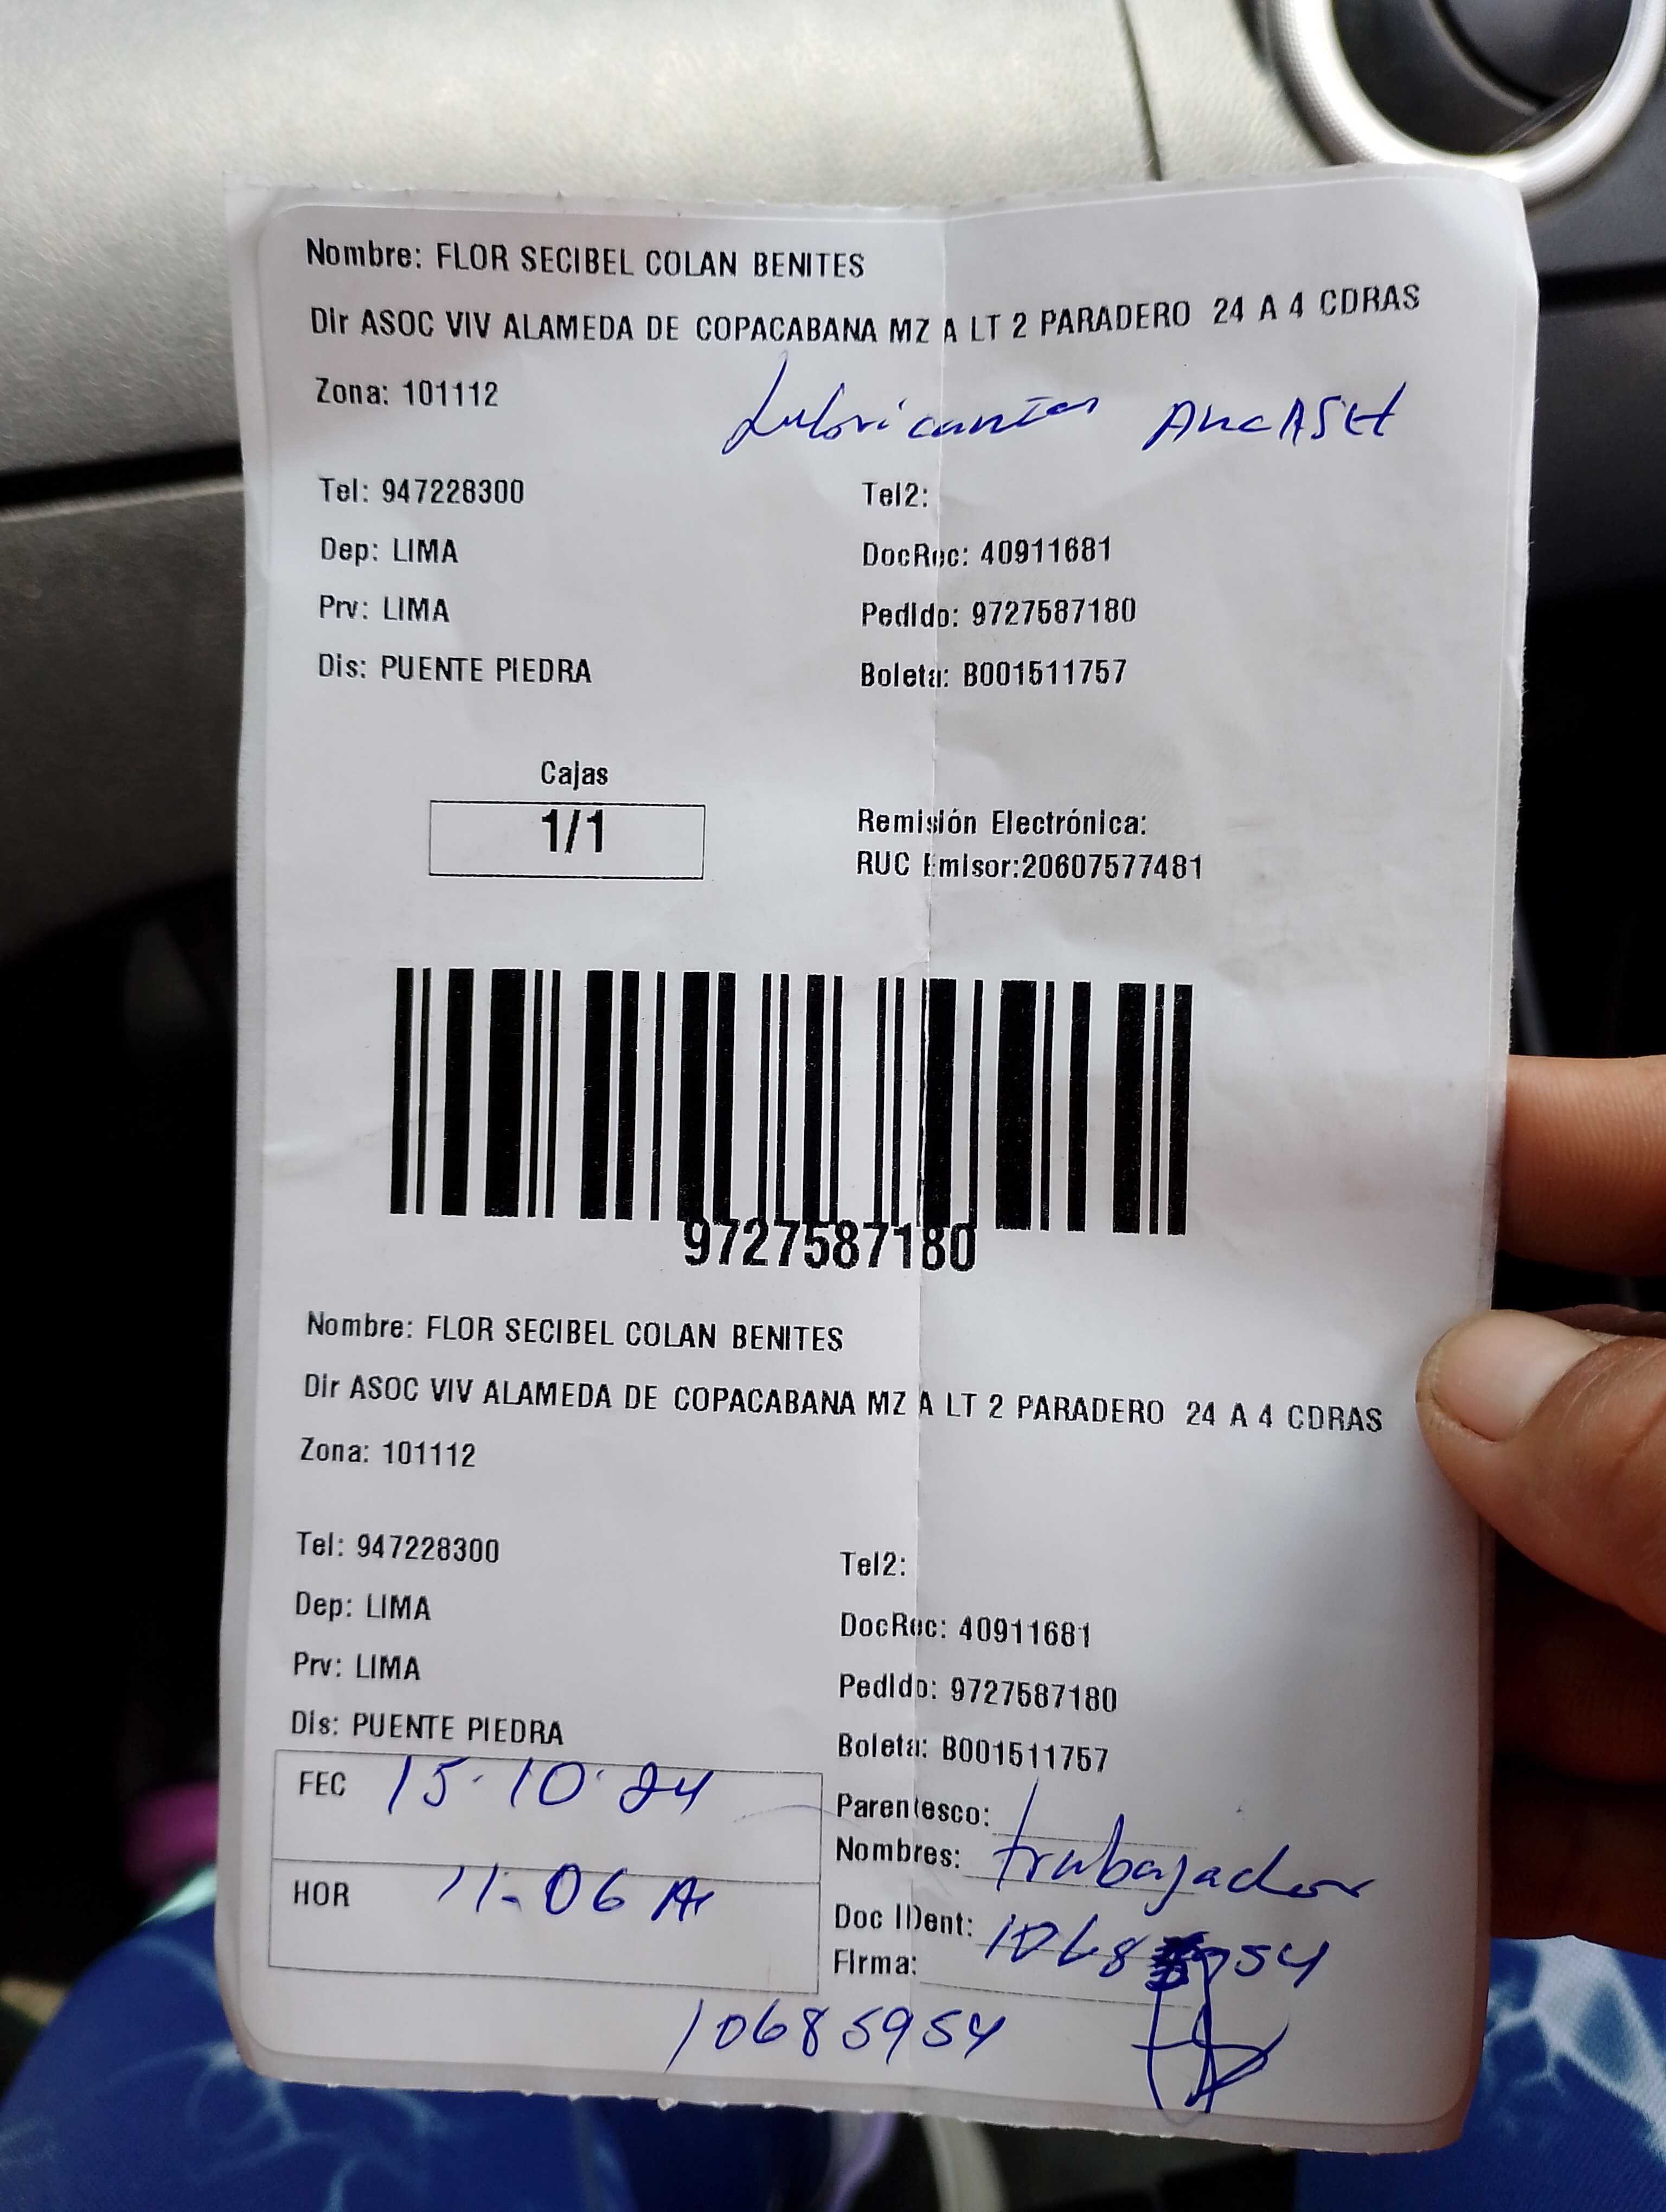 Nombre: FLOR SECIBEL COLAN BENITES
Dir ASOC VIV ALAMEDA DE COPACABANA MZ A LT 2 PARADERO 24 A 4 CDRAS
Zona: 101112
Lubricantes ANCASH
Tel: 947228300
Tel2:
Dep: LIMA
DocRec: 40911681
Prv: LIMA
Pedido: 9727587180
Dis: PUENTE PIEDRA
Boleta: B001511757
Cajas
1/1
Remisión Electrónica:
RUC Emisor:20607577481
9727587180
Nombre: FLOR SECIBEL COLAN BENITES
Dir ASOC VIV ALAMEDA DE COPACABANA MZ A LT 2 PARADERO 24 A 4 CDRAS
Zona: 101112
Tel: 947228300
Tel2:
Dep: LIMA
DocRec: 40911681
Prv: LIMA
Pedido: 9727587180
Dis: PUENTE PIEDRA
Boleta: B001511757
FEC 15-10-24
Parentesco:
Nombres: trabajador
HOR 11-06 A
Doc IDent:
Firma:
10685954